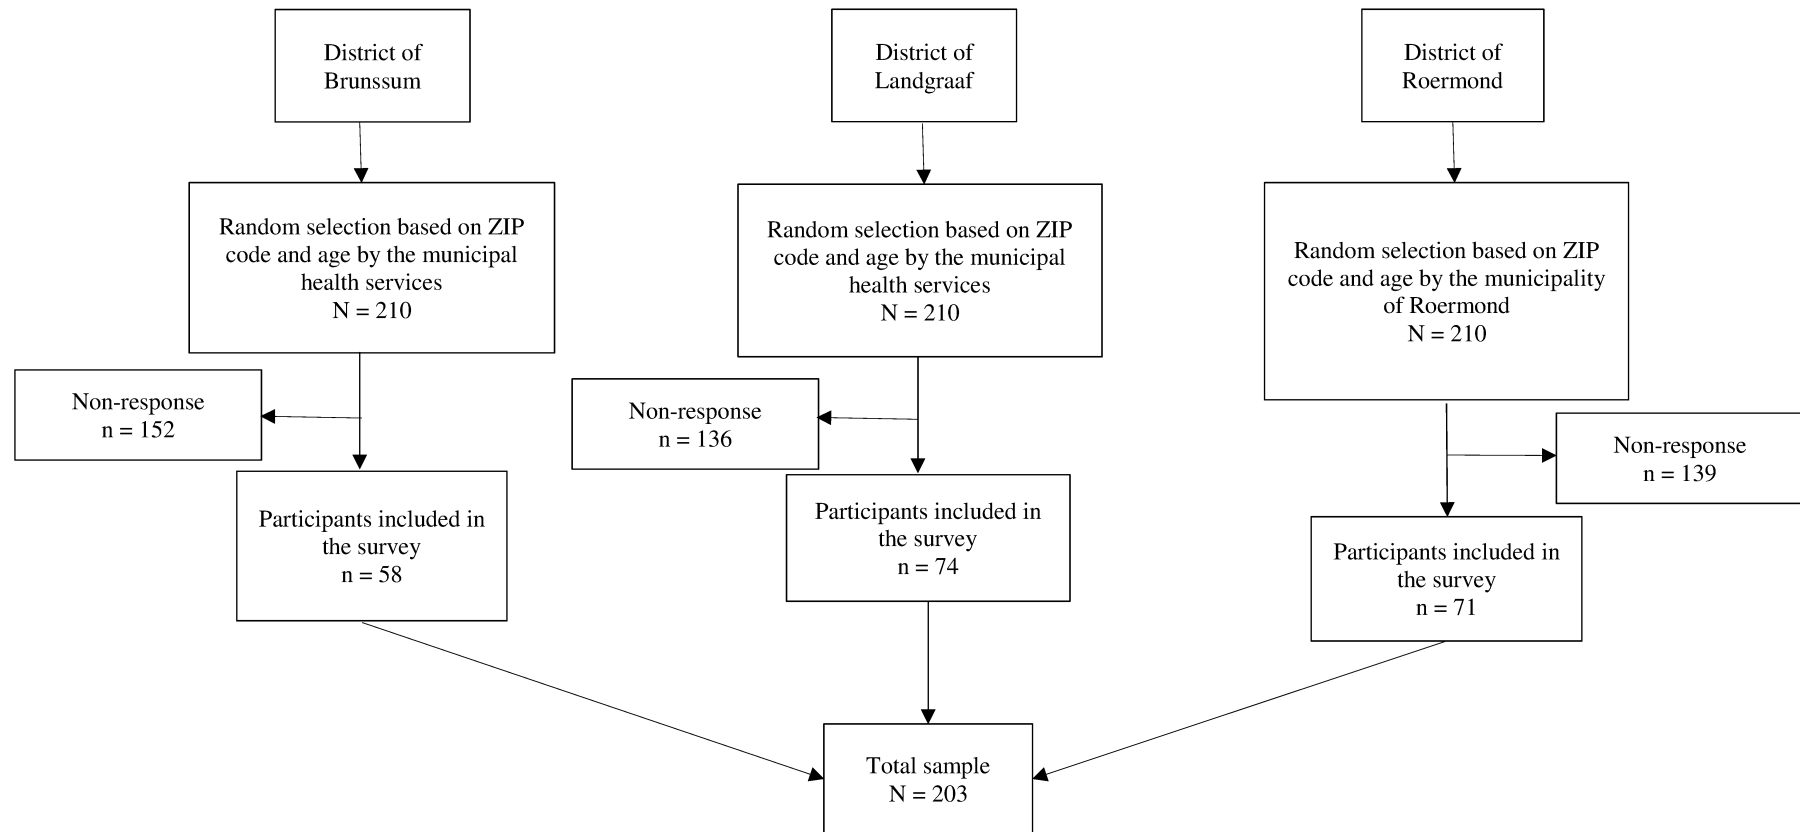 District of
Brunssum
District of
Landgraaf
District of
Roermond
Random selection based on ZIP
code and age by the municipal
health services
N = 210
Random selection based on ZIP
code and age by the municipal
health services
N = 210
Random selection based on ZIP
code and age by the municipality
of Roermond
N = 210
Non-response
n = 152
Non-response
n = 136
Non-response
n = 139
Participants included in
the survey
n = 58
Participants included in
the survey
n = 74
Participants included in
the survey
n = 71
Total sample
N = 203